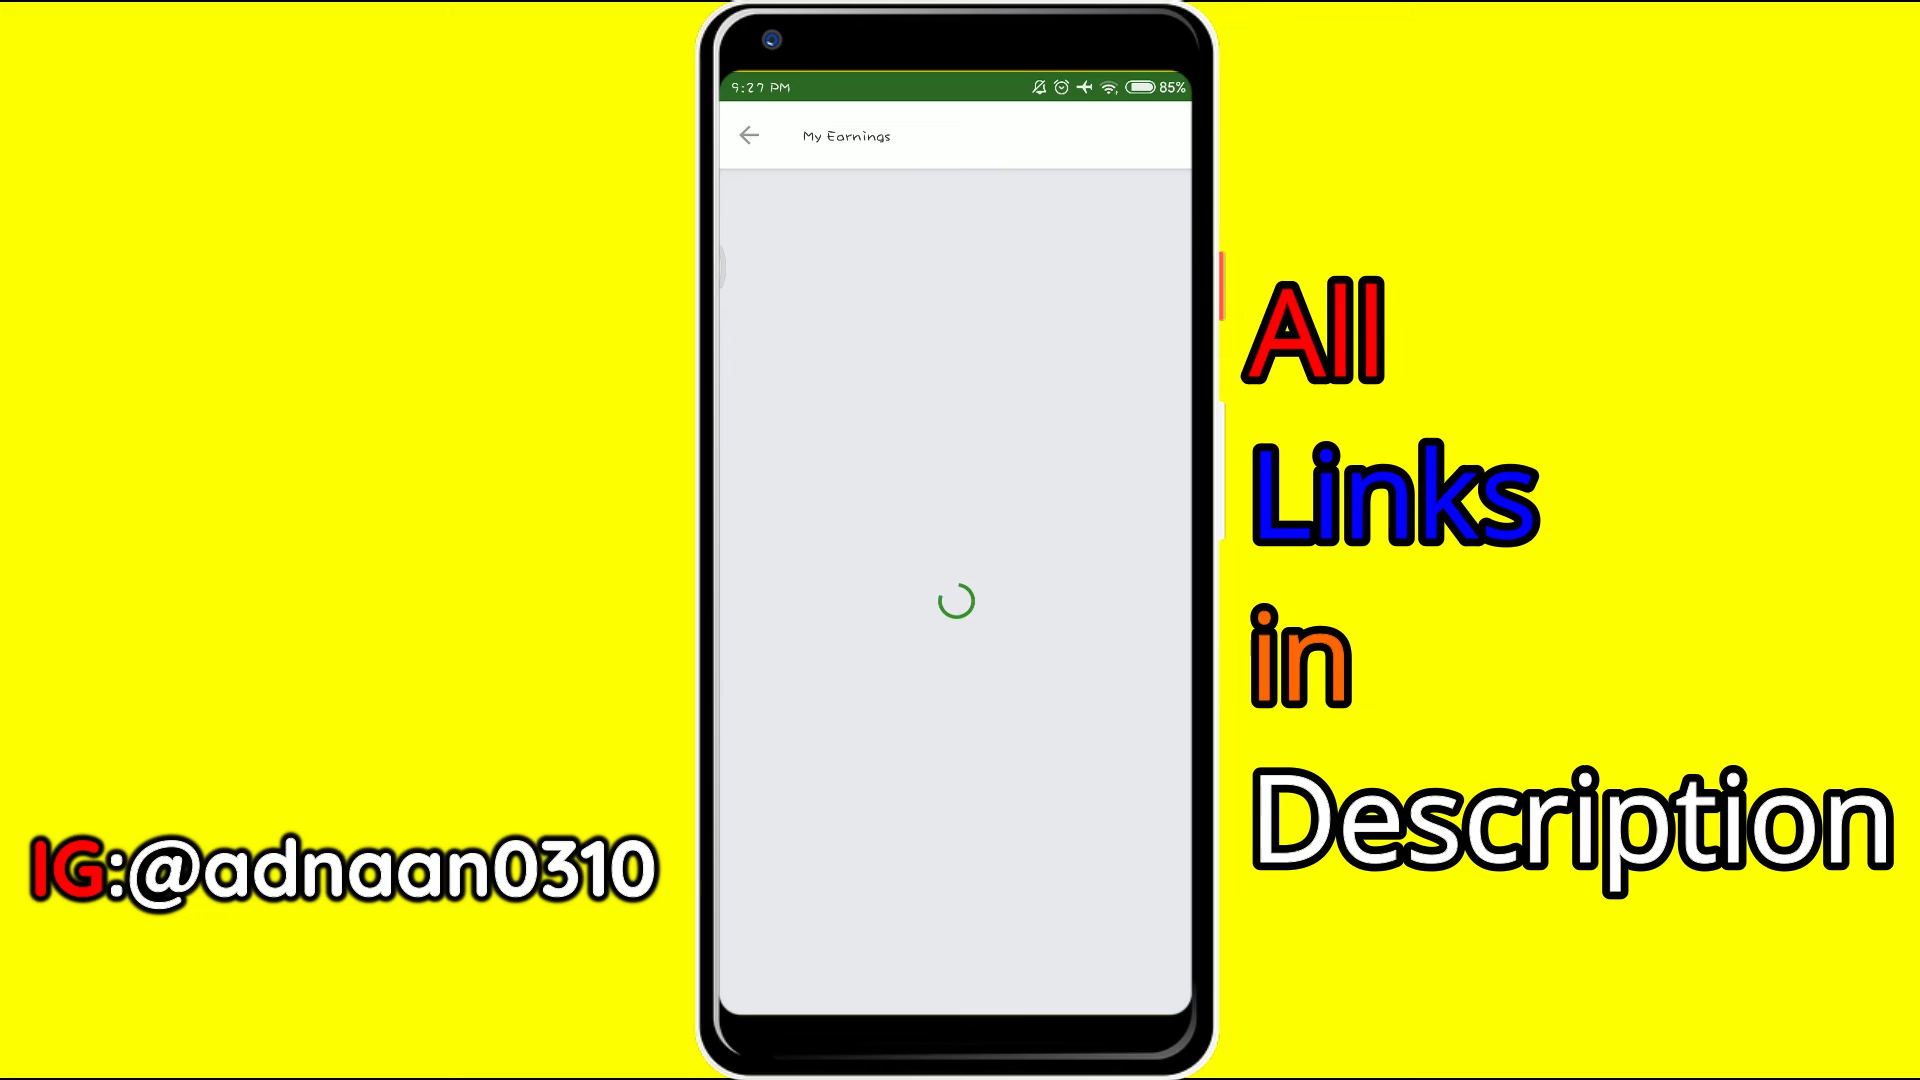 9:27 PM
85%
My Earnings
All
Links
in
Description
IG:@adnaan0310